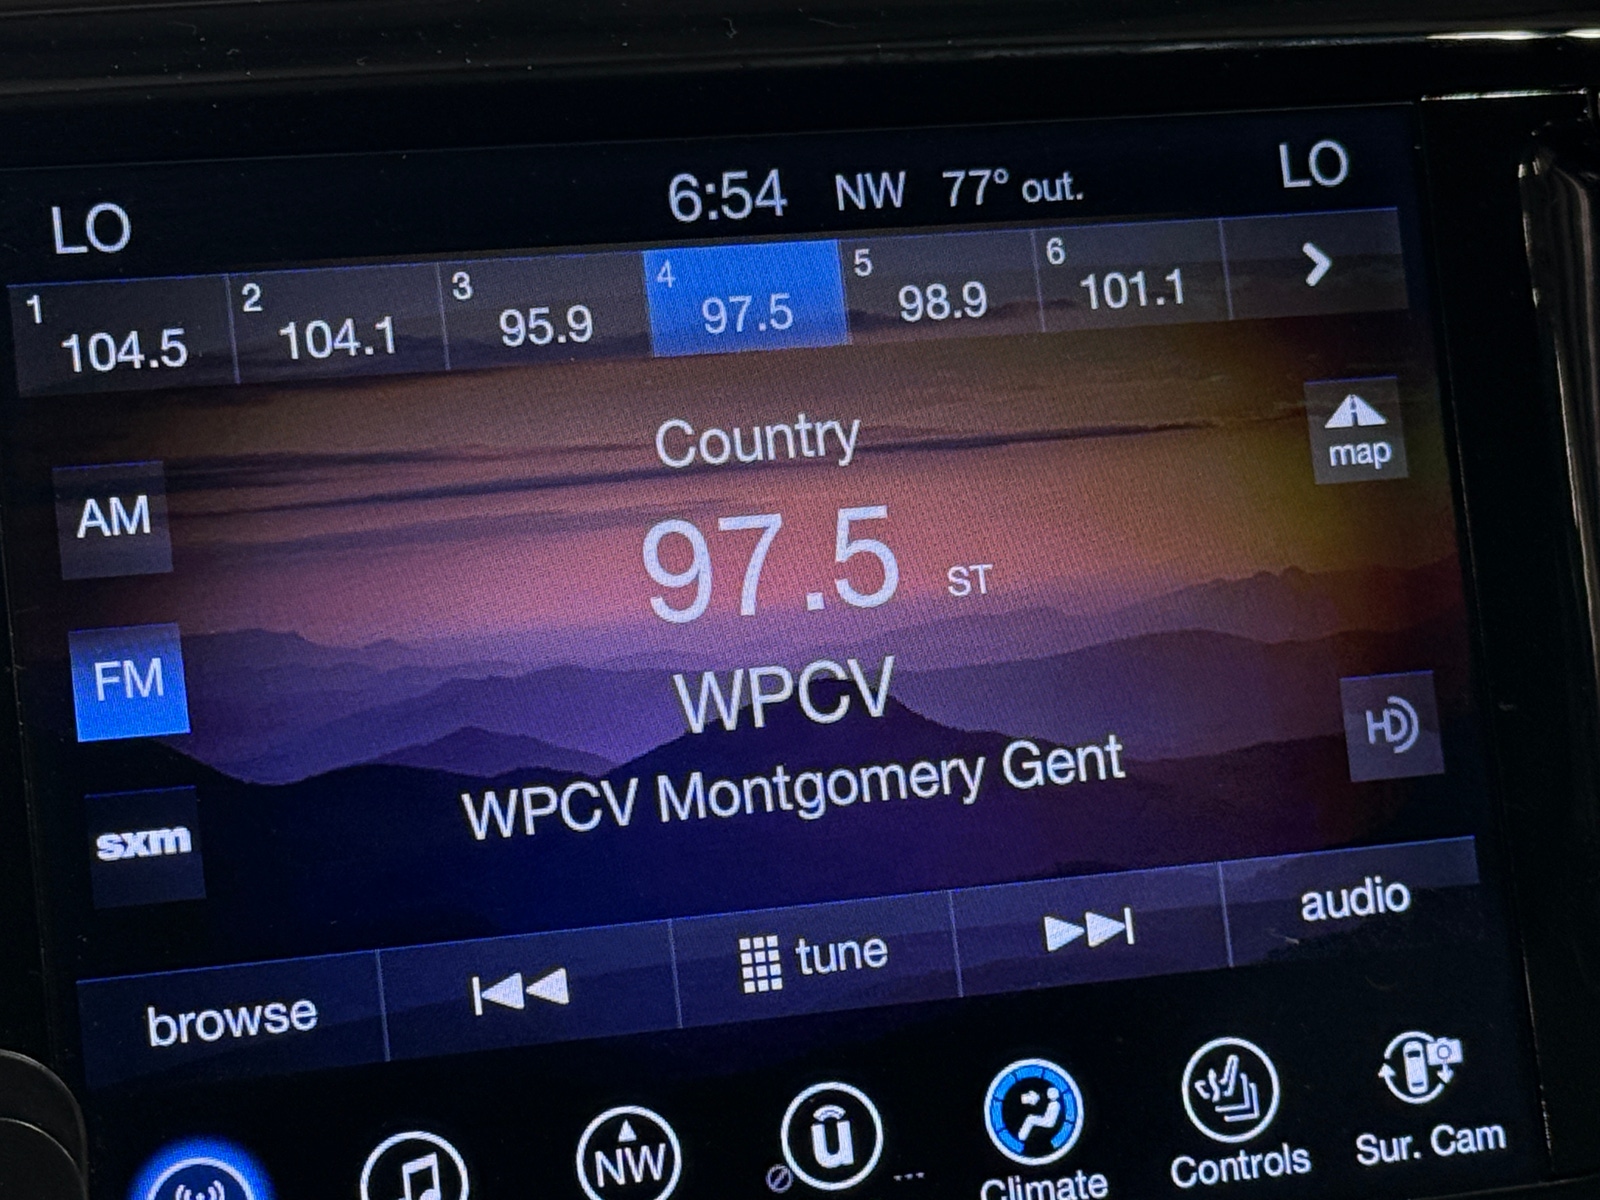 LO 6:54 NW 77° out. LO
1 104.5 2 104.1 3 95.9 4 97.5 5 98.9 6 101.1
Country
map
AM
97.5 ST
FM
WPCV
HD
WPCV Montgomery Gent
sxm
browse tune audio
NW u Climate Controls Sur. Cam